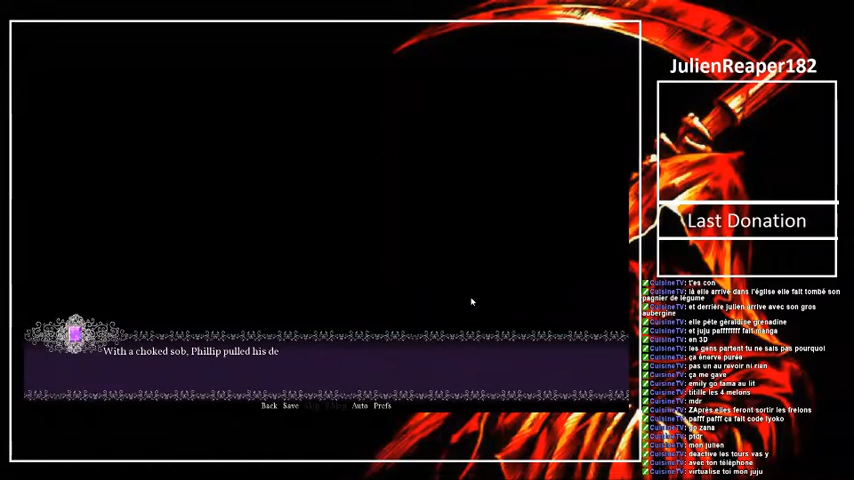 JulienReaper182
Last Donation
CuisineTV: t'es con
CuisineTV: là elle arrive dans l'église elle fait tombé son
pagnier de légume
CuisineTV: et derrière julien arrive avec son gros
aubergine
CuisineTV: elle pète géraldine grenadine
CuisineTV: et juju paffffffff fait manga
CuisineTV: en 3D
CuisineTV: les gens partent tu ne sais pas pourquoi
CuisineTV: ça énerve purée
CuisineTV: pas un au revoir ni rien
CuisineTV: ça me gave
CuisineTV: emily go fama au lit
CuisineTV: titille les 4 melons
CuisineTV: mdr
CuisineTV: ZAprès elles feront sortir les frelons
CuisineTV: pafff pafff ça fait code lyoko
CuisineTV: go zana
CuisineTV: ptdr
CuisineTV: mon julien
CuisineTV: deactive les tours vas y
CuisineTV: avec ton téléphone
CuisineTV: virtualise toi mon juju
With a choked sob, Phillip pulled his de
Back Save Auto Prefs